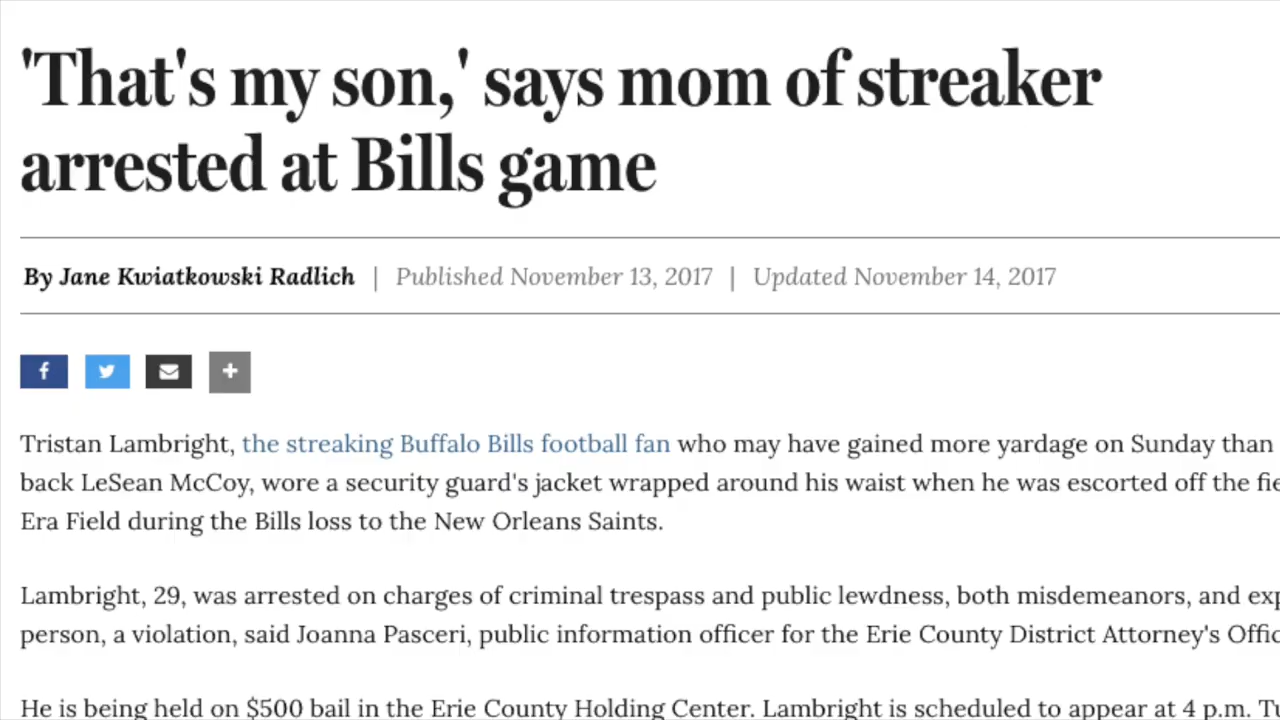 'That's my son,' says mom of streaker
arrested at Bills game
By Jane Kwiatkowski Radlich | Published November 13, 2017 | Updated November 14, 2017
Tristan Lambright, the streaking Buffalo Bills football fan who may have gained more yardage on Sunday than
back LeSean McCoy, wore a security guard's jacket wrapped around his waist when he was escorted off the
Era Field during the Bills loss to the New Orleans Saints.
Lambright, 29, was arrested on charges of criminal trespass and public lewdness, both misdemeanors, and
person, a violation, said Joanna Pasceri, public information officer for the Erie County District Attorney's
He is being held on $500 bail in the Erie County Holding Center. Lambright is scheduled to appear at 4 p.m.